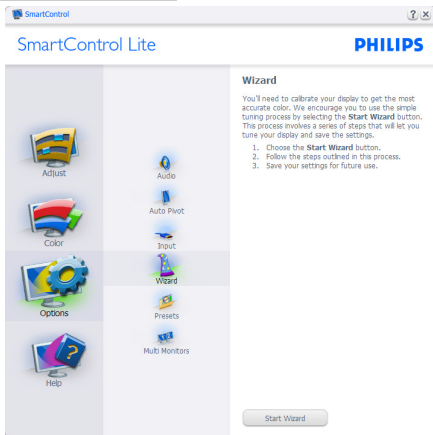 SmartControl
SmartControl Lite
PHILIPS
Adjust
Color
Options
Help
Audio
Auto Pivot
Input
Wizard
Presets
Multi Monitors
Wizard
You'll need to calibrate your display to get the most
accurate color. We encourage you to use the simple
tuning process by selecting the Start Wizard button.
This process involves a series of steps that will let you
tune your display and save the settings.
1. Choose the Start Wizard button.
2. Follow the steps outlined in this process.
3. Save your settings for future use.
Start Wizard